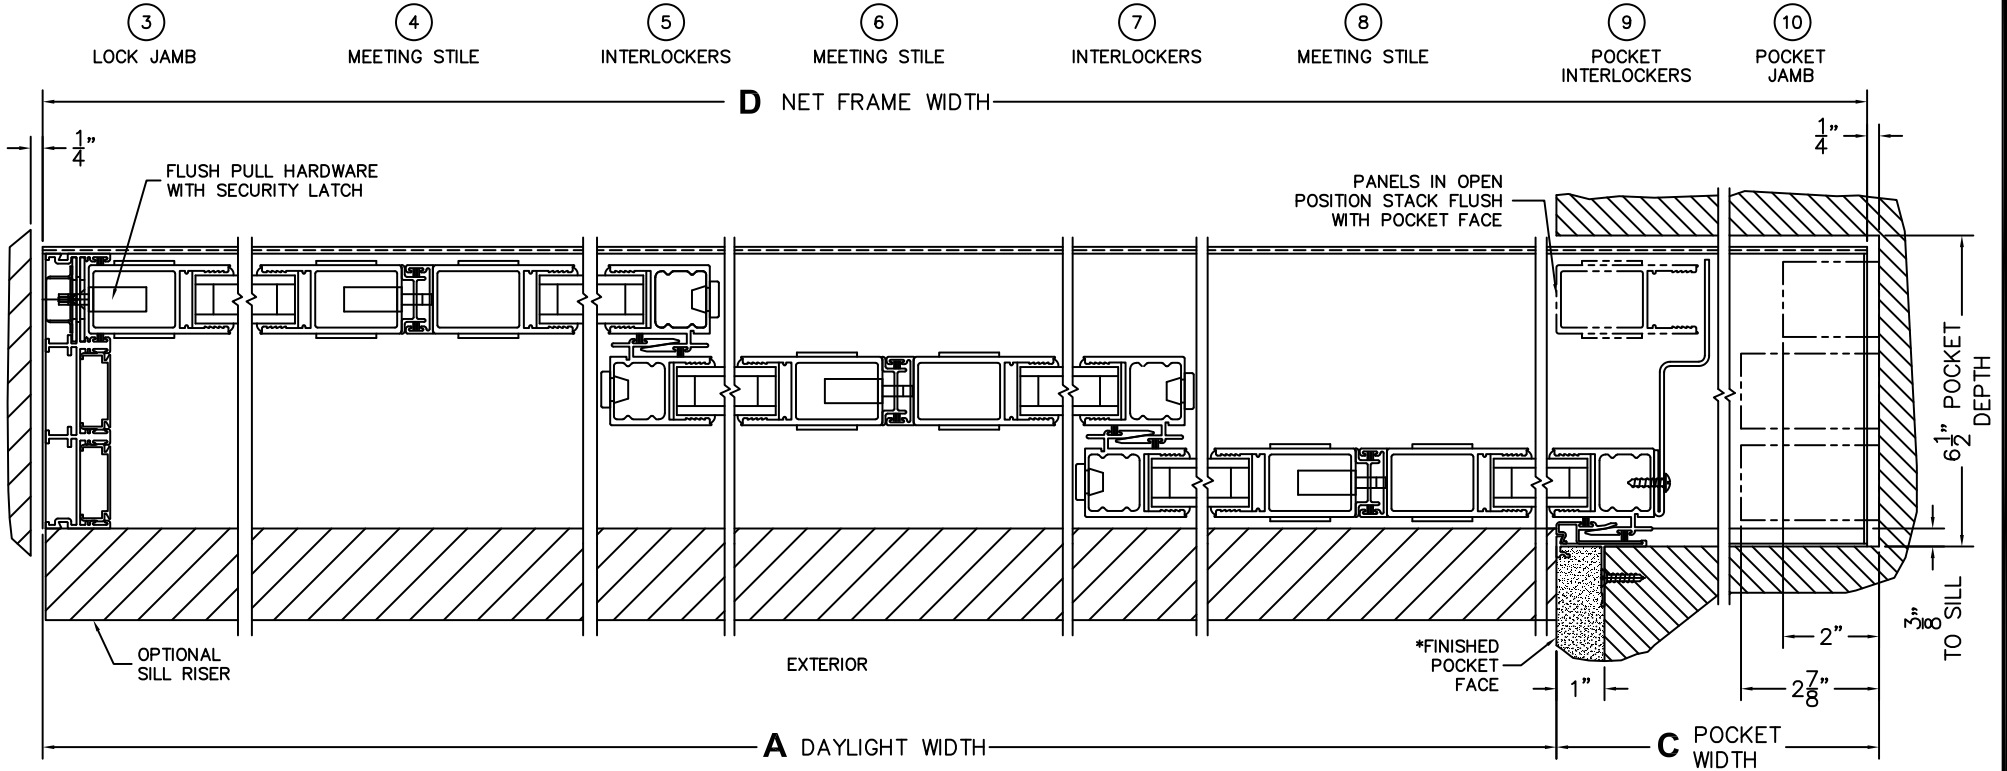 3
LOCK JAMB
4
MEETING STILE
5
INTERLOCKERS
6
MEETING STILE
7
INTERLOCKERS
8
MEETING STILE
9
POCKET
INTERLOCKERS
10
POCKET
JAMB
D NET FRAME WIDTH
1/4"
1/4"
FLUSH PULL HARDWARE
WITH SECURITY LATCH
PANELS IN OPEN
POSITION STACK FLUSH
WITH POCKET FACE
6 1/2" POCKET
DEPTH
3/8"
TO SILL
OPTIONAL
SILL RISER
EXTERIOR
*FINISHED
POCKET
FACE
1"
2"
2 7/8"
A DAYLIGHT WIDTH
C POCKET
WIDTH